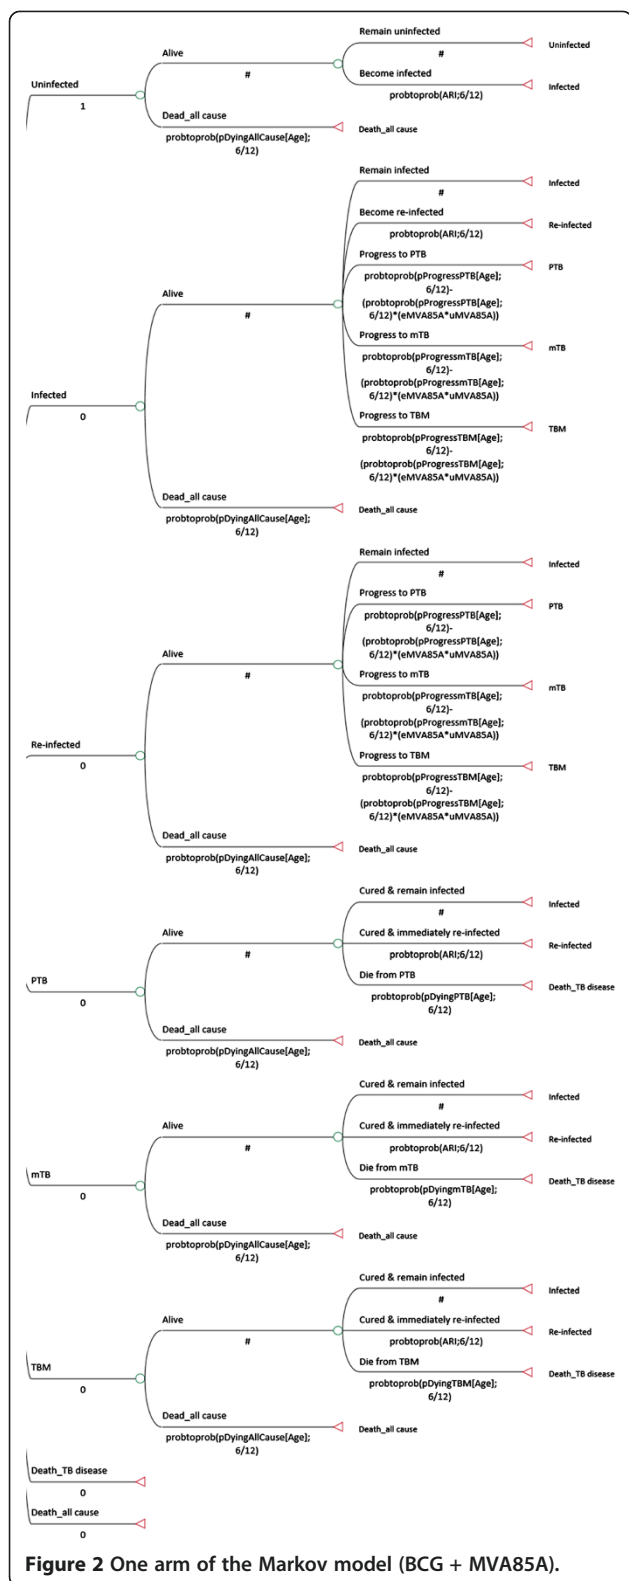 Remain uninfected
Uninfected
Alive
#
#
Become infected
Uninfected
Infected
probtoprob(ARI;6/12)
1
Dead_all cause
Death_all cause
probtoprob(pDyingAllCause[Age];
6/12)
Remain infected
Infected
#
Become re-infected
Re-infected
probtoprob(ARI;6/12)
Progress to PTB
PTB
probtoprob(pProgressPTB[Age];
6/12)-
(probtoprob(pProgressPTB[Age];
6/12)*(eMVA85A*uMVA85A))
Alive
#
Progress to mTB
mTB
probtoprob(pProgressmTB[Age];
6/12)-
(probtoprob(pProgressmTB[Age];
6/12)*(eMVA85A*uMVA85A))
Infected
0
Progress to TBM
TBM
probtoprob(pProgressTBM[Age];
6/12)-
(probtoprob(pProgressTBM[Age];
6/12)*(eMVA85A*uMVA85A))
Dead_all cause
Death_all cause
probtoprob(pDyingAllCause[Age];
6/12)
Remain infected
Infected
#
Progress to PTB
PTB
probtoprob(pProgressPTB[Age];
6/12)-
(probtoprob(pProgressPTB[Age];
6/12)*(eMVA85A*uMVA85A))
Alive
#
Progress to mTB
mTB
probtoprob(pProgressmTB[Age];
6/12)-
(probtoprob(pProgressmTB[Age];
6/12)*(eMVA85A*uMVA85A))
Re-infected
0
Progress to TBM
TBM
probtoprob(pProgressTBM[Age];
6/12)-
(probtoprob(pProgressTBM[Age];
6/12)*(eMVA85A*uMVA85A))
Dead_all cause
Death_all cause
probtoprob(pDyingAllCause[Age];
6/12)
Cured & remain infected
Infected
#
Alive
#
Cured & immediately re-infected
Re-infected
probtoprob(ARI;6/12)
Die from PTB
Death_TB disease
probtoprob(pDyingPTB[Age];
6/12)
PTB
0
Dead_all cause
Death_all cause
probtoprob(pDyingAllCause[Age];
6/12)
Cured & remain infected
Infected
#
Alive
#
Cured & immediately re-infected
Re-infected
probtoprob(ARI;6/12)
Die from mTB
Death_TB disease
probtoprob(pDyingmTB[Age];
6/12)
mTB
0
Dead_all cause
Death_all cause
probtoprob(pDyingAllCause[Age];
6/12)
Cured & remain infected
Infected
#
Alive
#
Cured & immediately re-infected
Re-infected
probtoprob(ARI;6/12)
Die from TBM
Death_TB disease
probtoprob(pDyingTBM[Age];
6/12)
TBM
0
Dead_all cause
Death_all cause
probtoprob(pDyingAllCause[Age];
6/12)
Death_TB disease
0
Death_all cause
0
Figure 2 One arm of the Markov model (BCG + MVA85A).